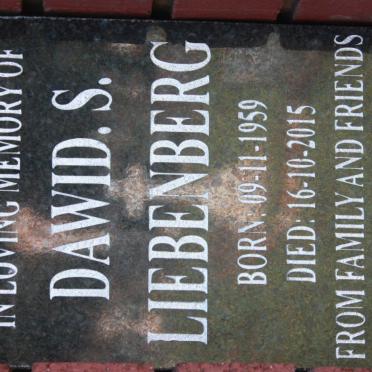 IN LOVING MEMORY OF
DAWID. S.
LIEBENBERG
BORN: 09-11-1959
DIED: 16-10-2015
FROM FAMILY AND FRIENDS